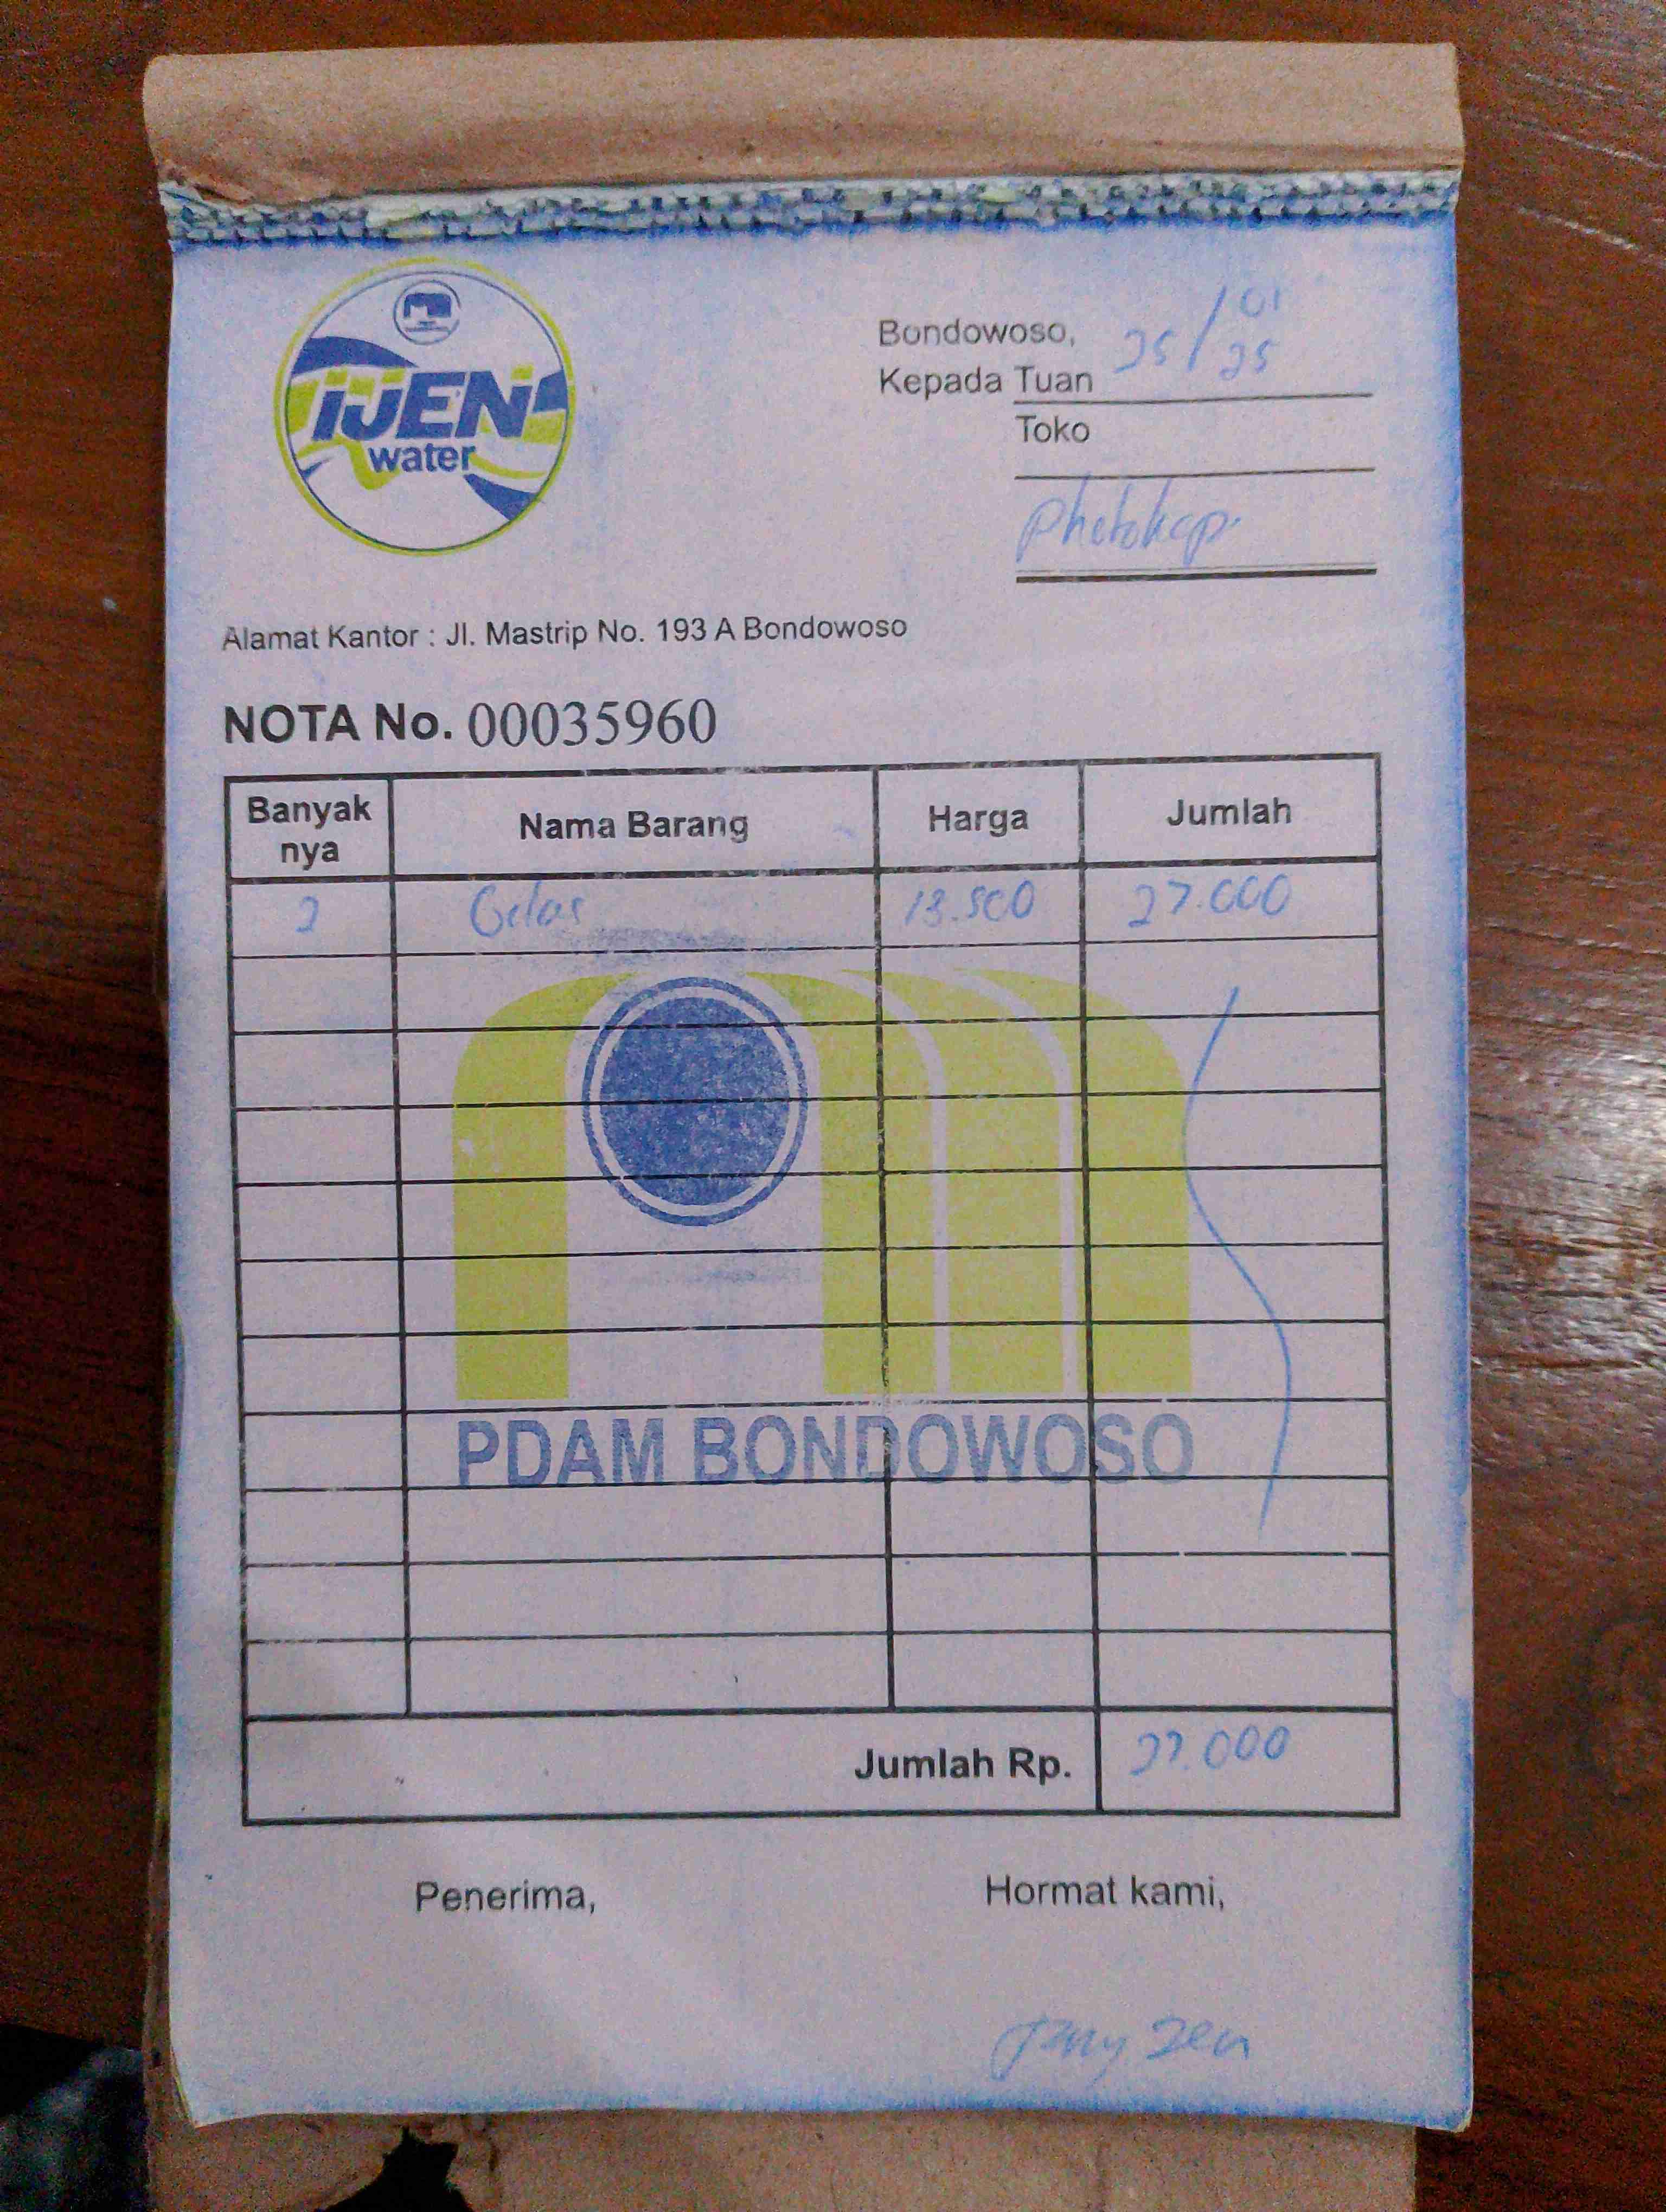 iJEN
water
Bondowoso, 25/01 25
Kepada Tuan
Toko
Photokopi
Alamat Kantor : Jl. Mastrip No. 193 A Bondowoso
NOTA No. 00035960
Banyak nya Nama Barang Harga Jumlah
2 Gelas 13.500 27.000
PDAM BONDOWOSO
Jumlah Rp. 27.000
Penerima, Hormat kami,